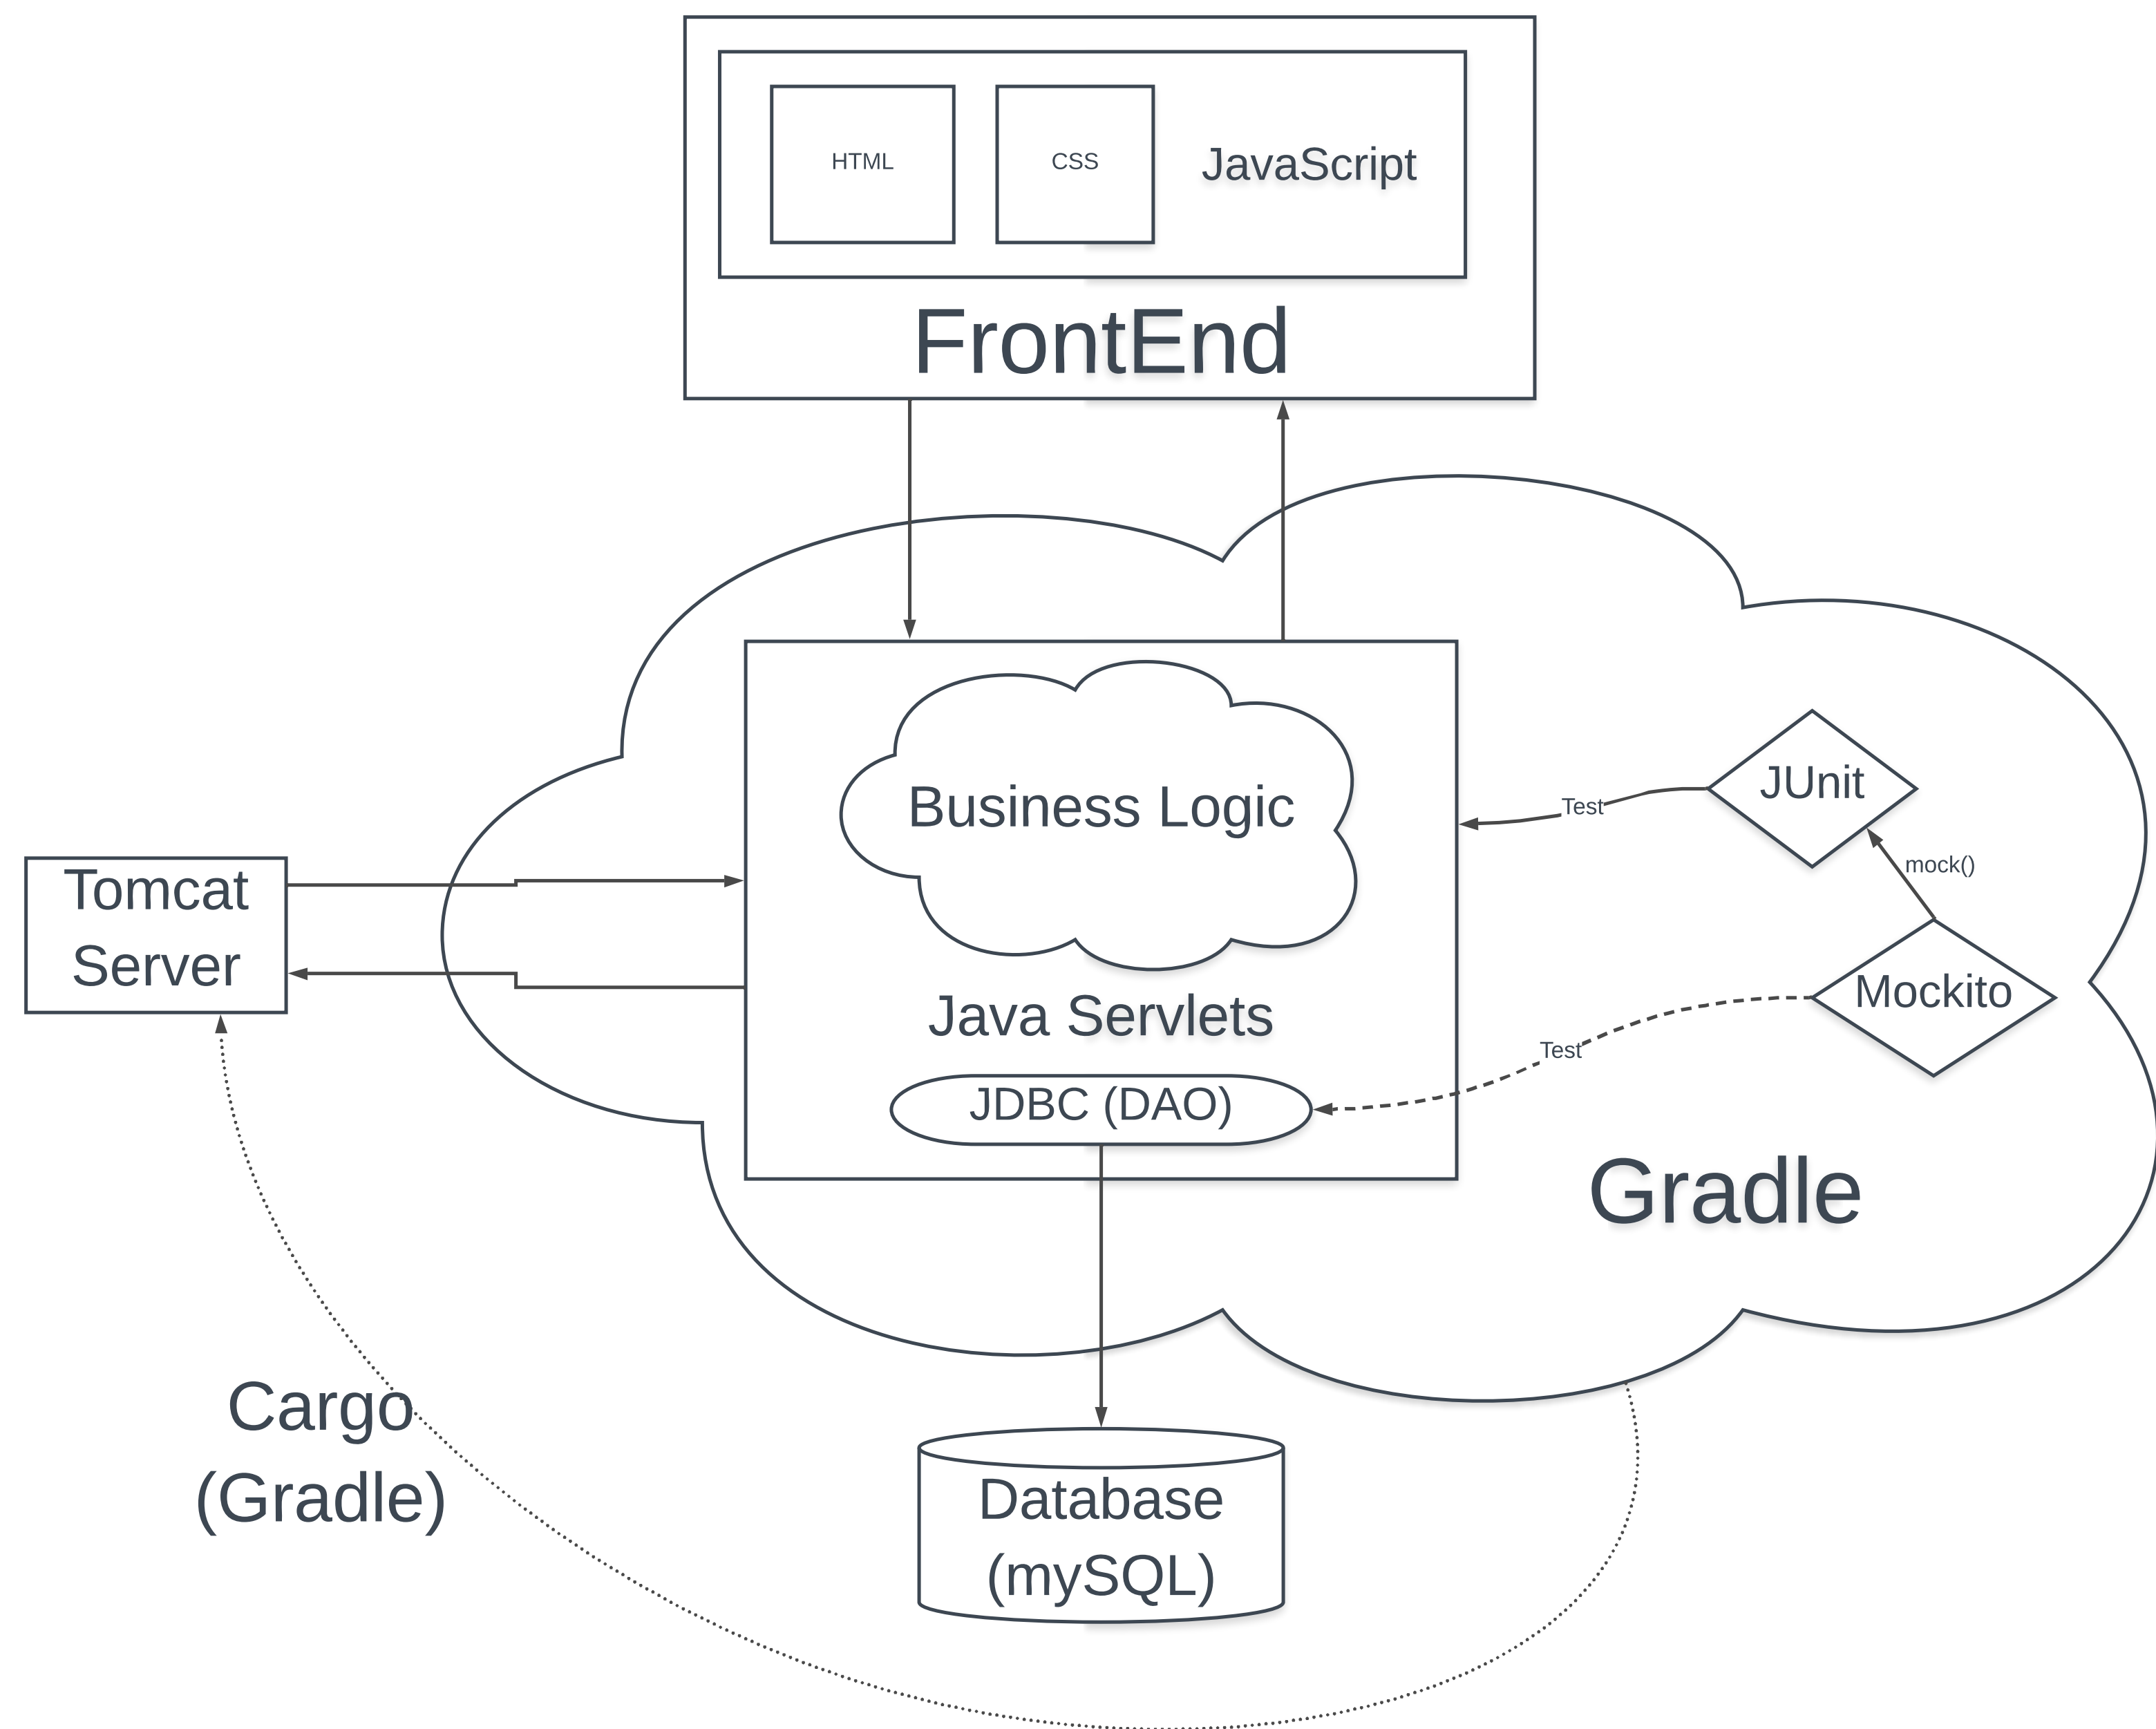 HTML
CSS
JavaScript
FrontEnd
Business Logic
JUnit
Test
mock()
Tomcat
Server
Mockito
Java Servlets
Test
JDBC (DAO)
Gradle
Cargo
(Gradle)
Database
(mySQL)